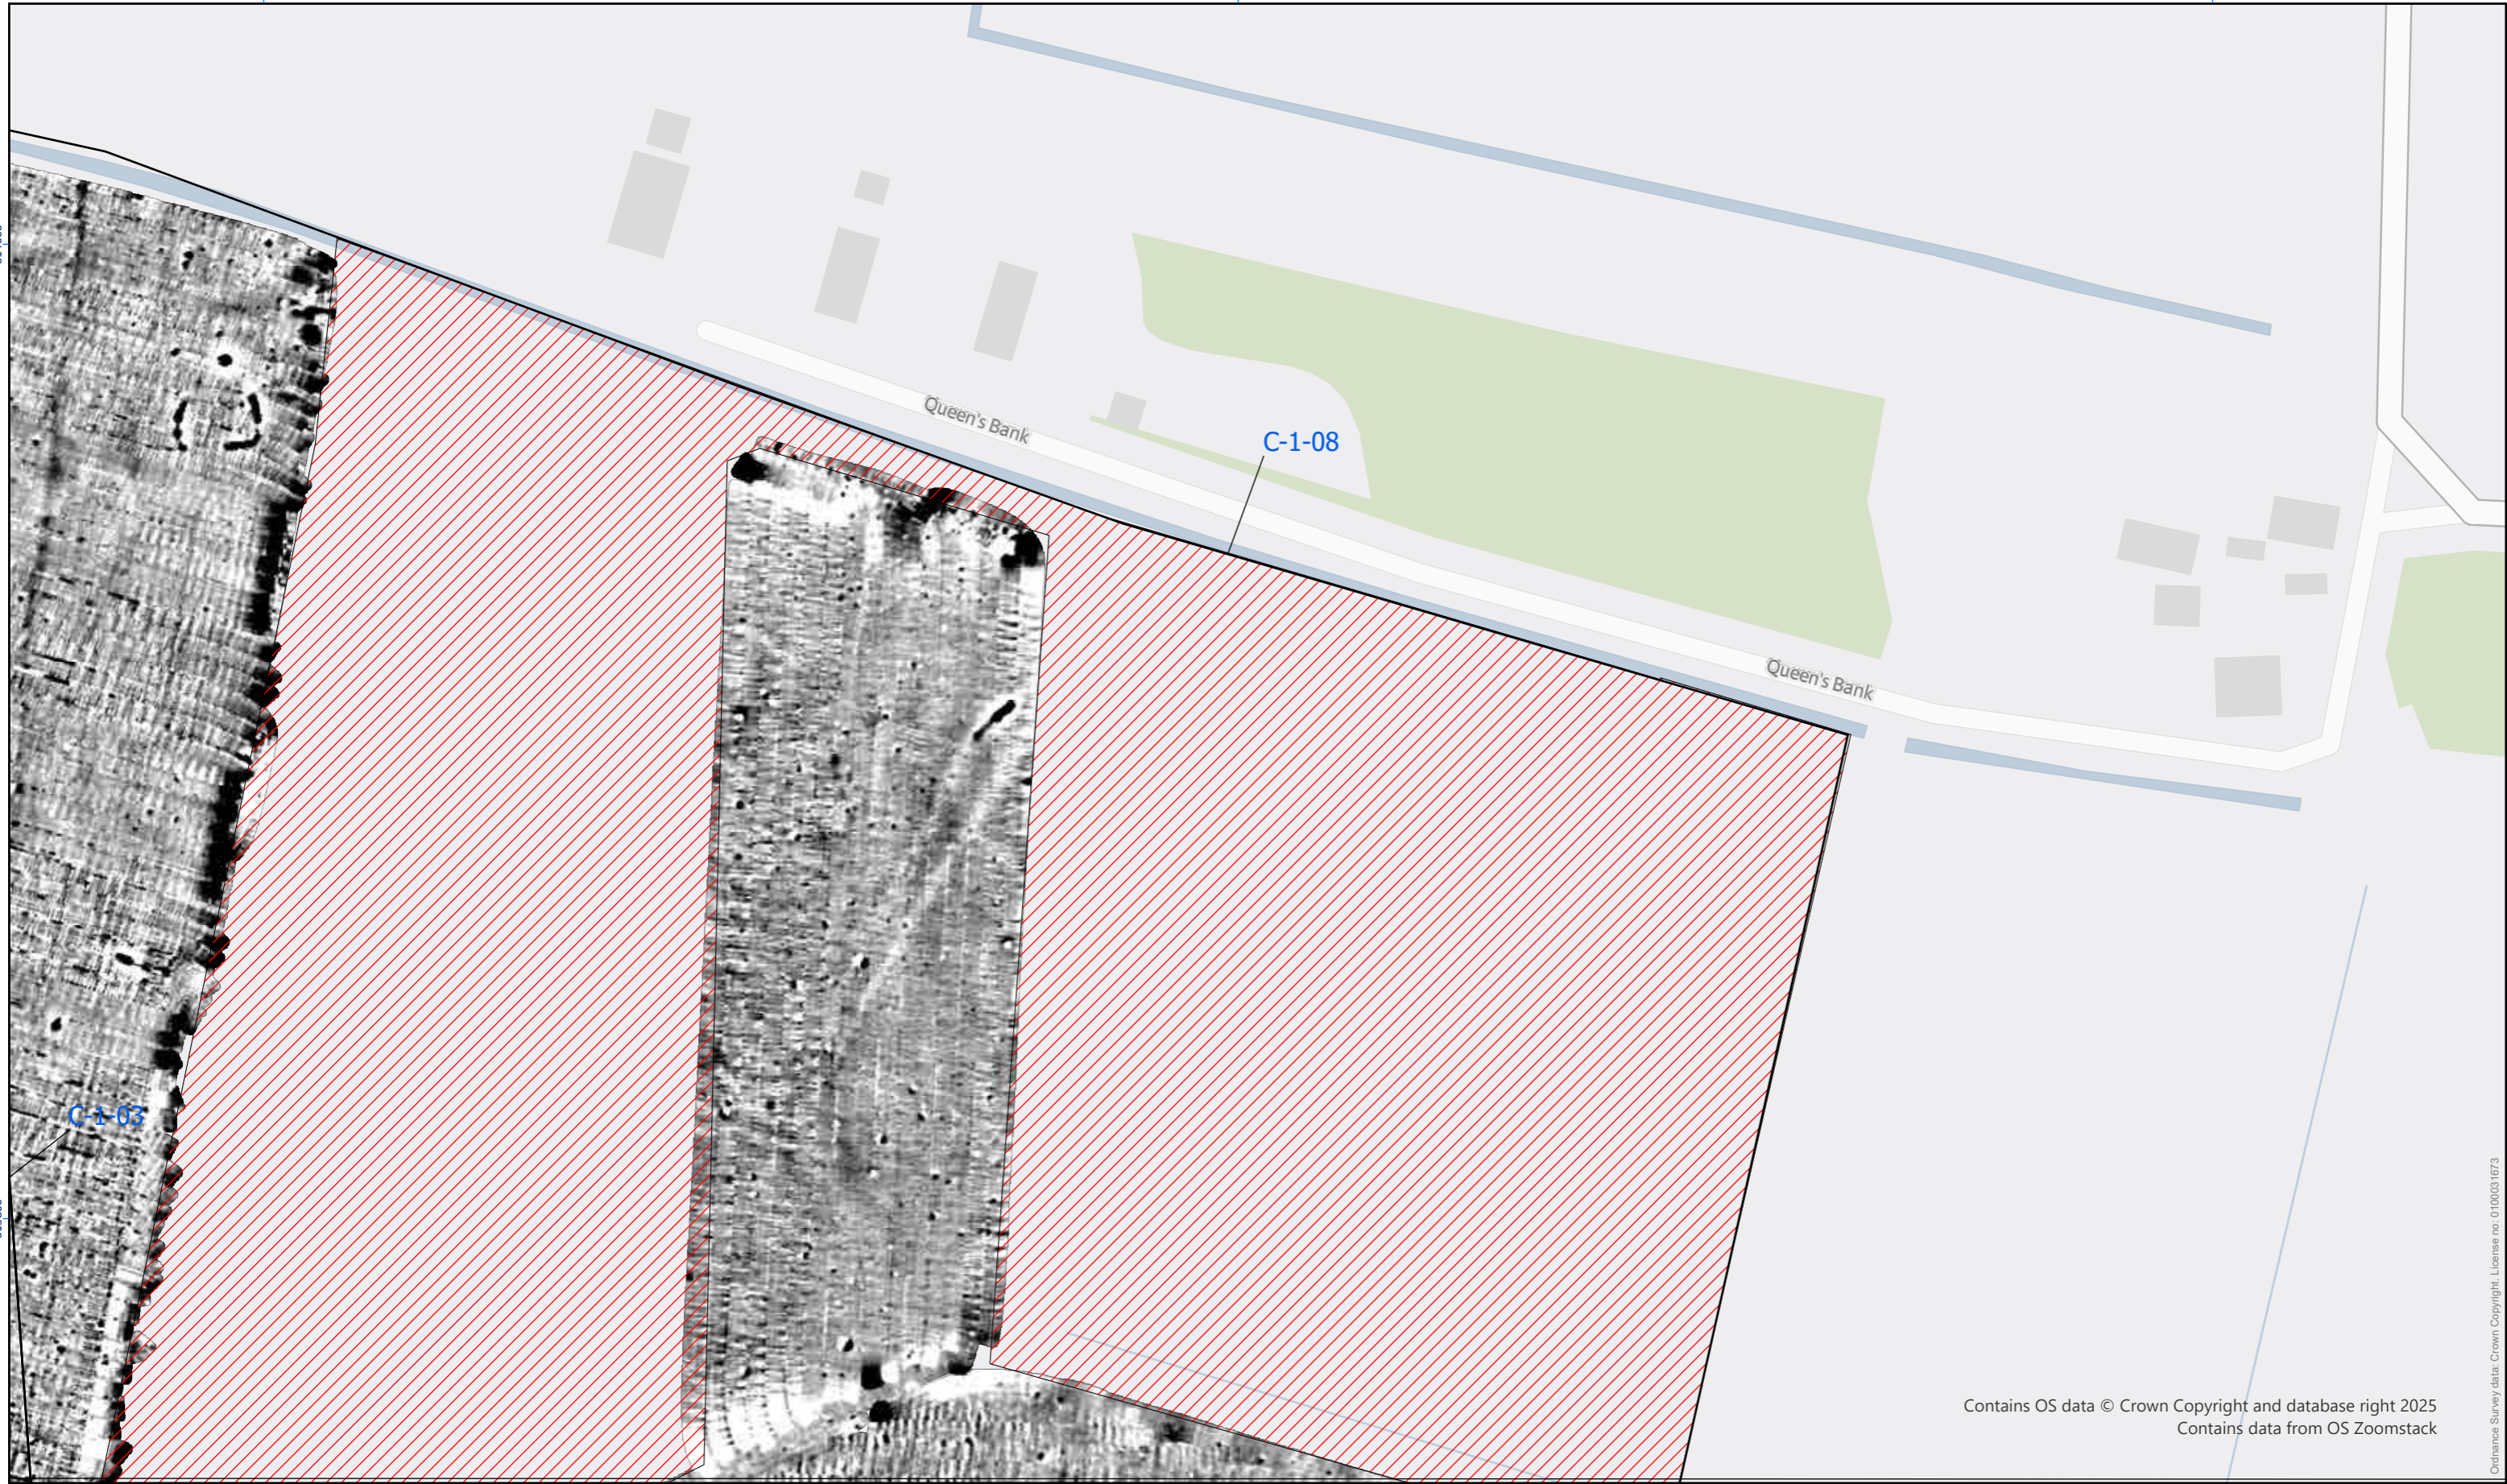 Queen's Bank
C-1-08
Queen's Bank
C-1-03
Contains OS data © Crown Copyright and database right 2025
Contains data from OS Zoomstack
Ordnance Survey data: Crown Copyright. License no: 0100031673